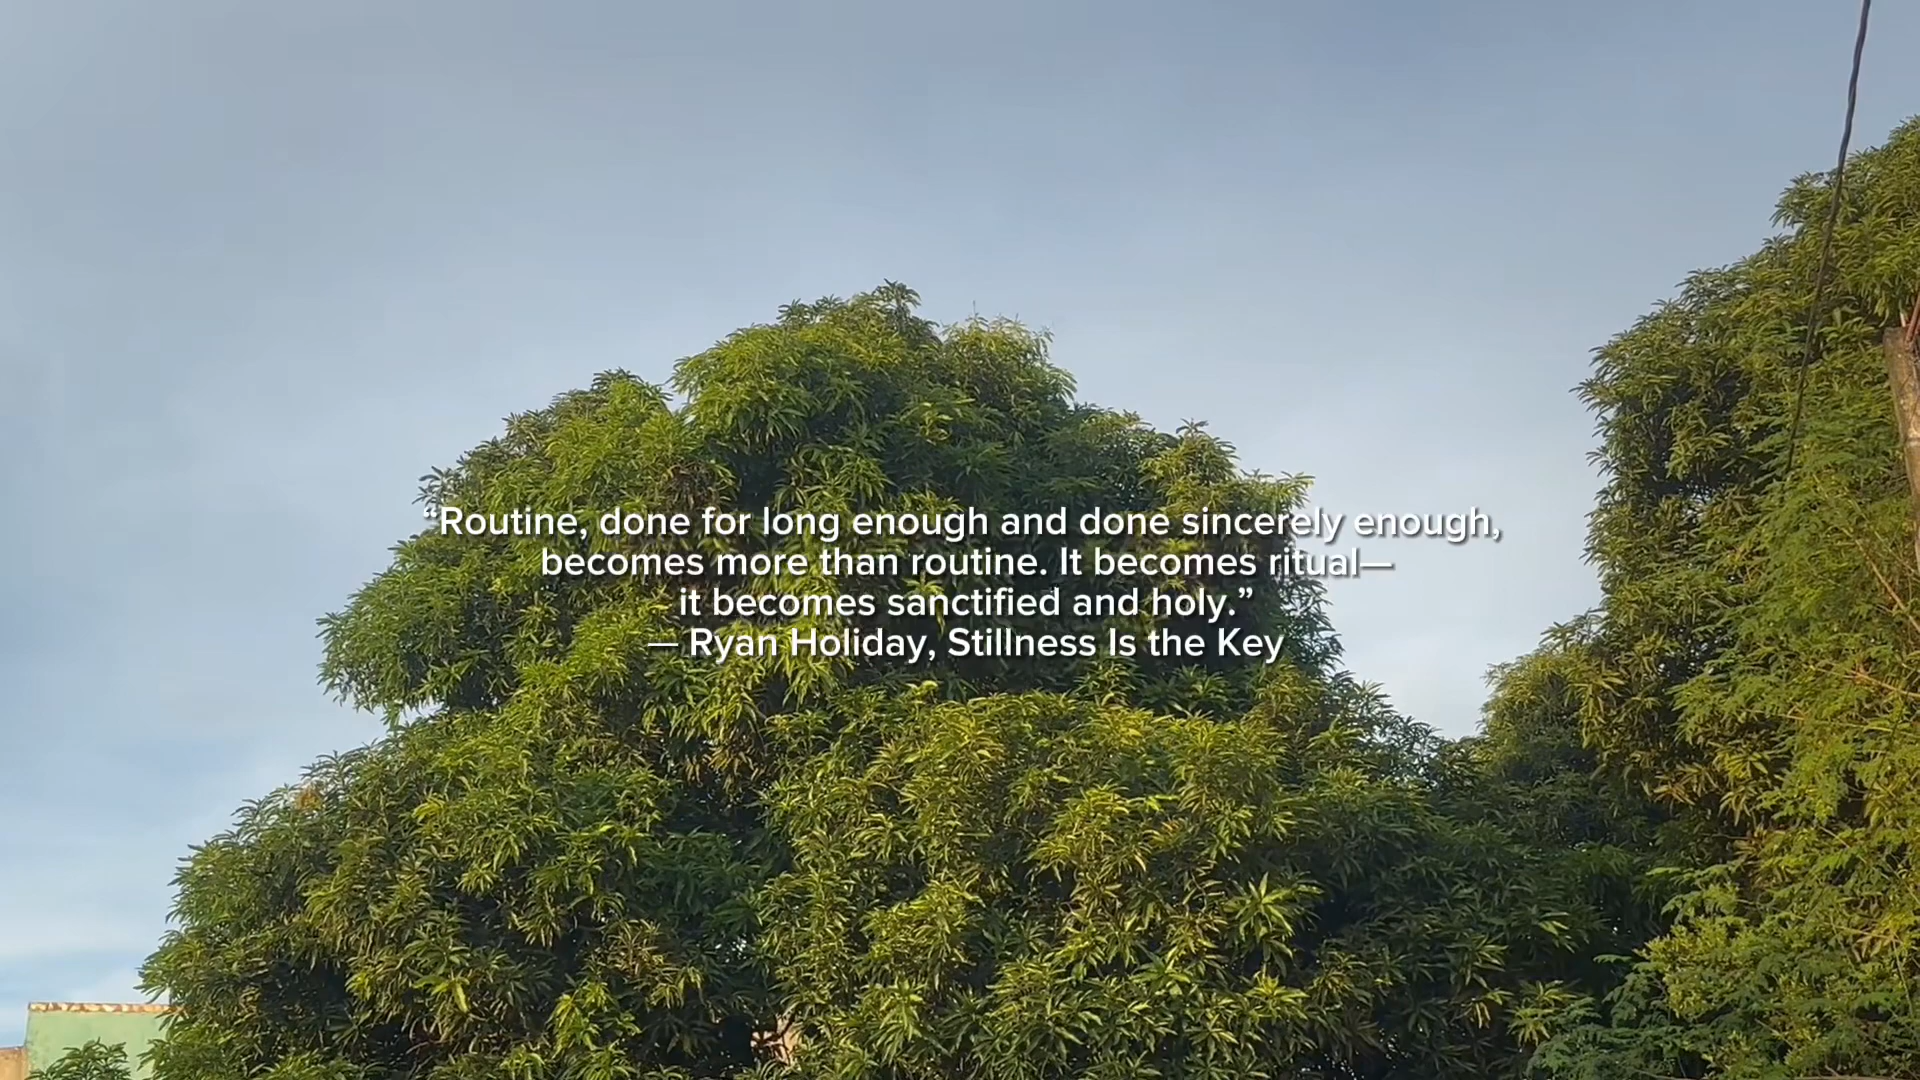 “Routine, done for long enough and done sincerely enough,
becomes more than routine. It becomes ritual—
it becomes sanctified and holy.”
— Ryan Holiday, Stillness Is the Key